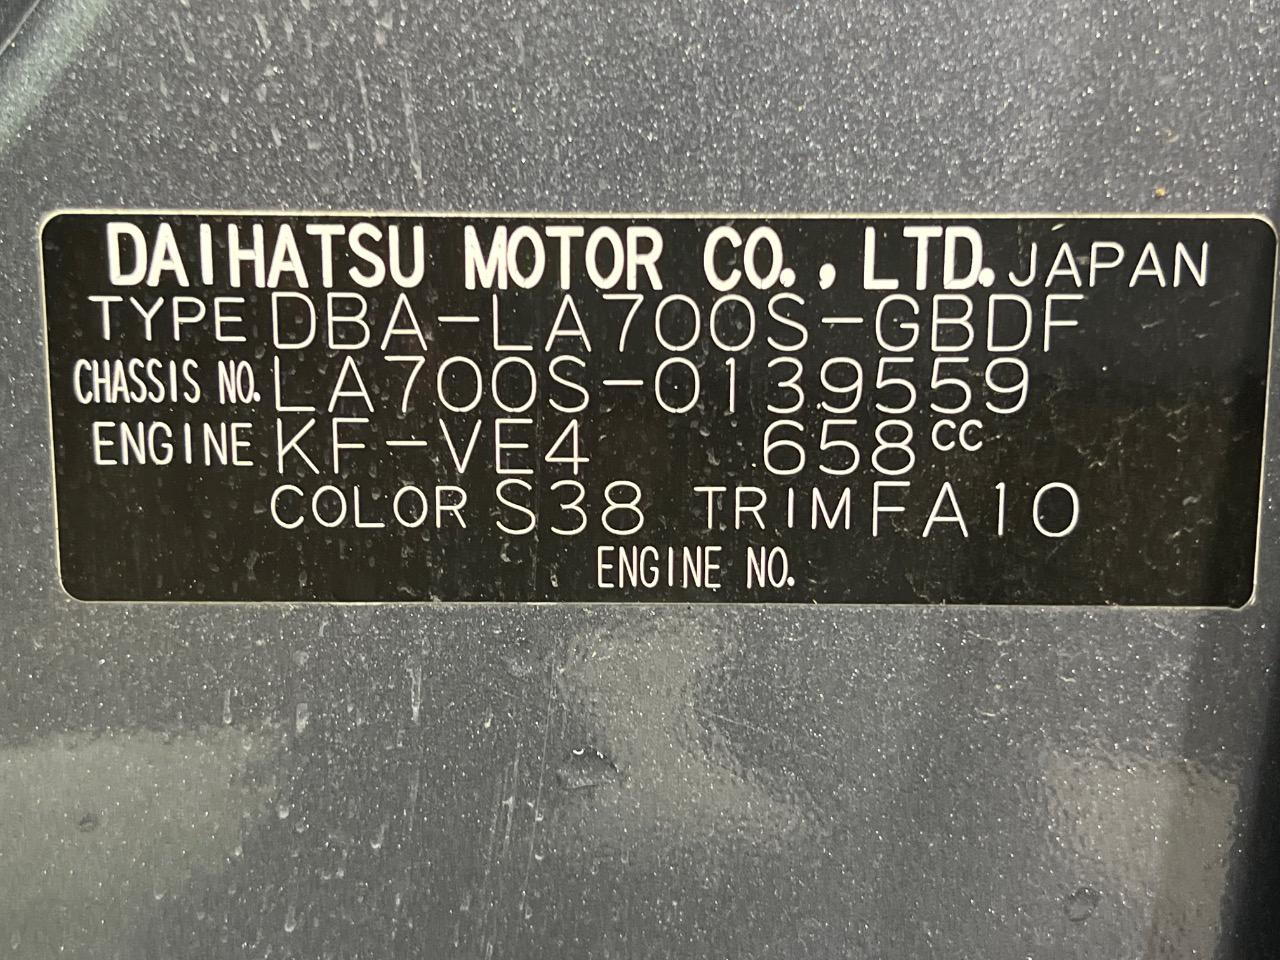 DAIHATSU MOTOR CO., LTD. JAPAN
TYPE DBA-LA700S-GBDF
CHASSIS NO. LA700S-0139559
ENGINE KF-VE4 658cc
COLOR S38 TRIM FA10
ENGINE NO.